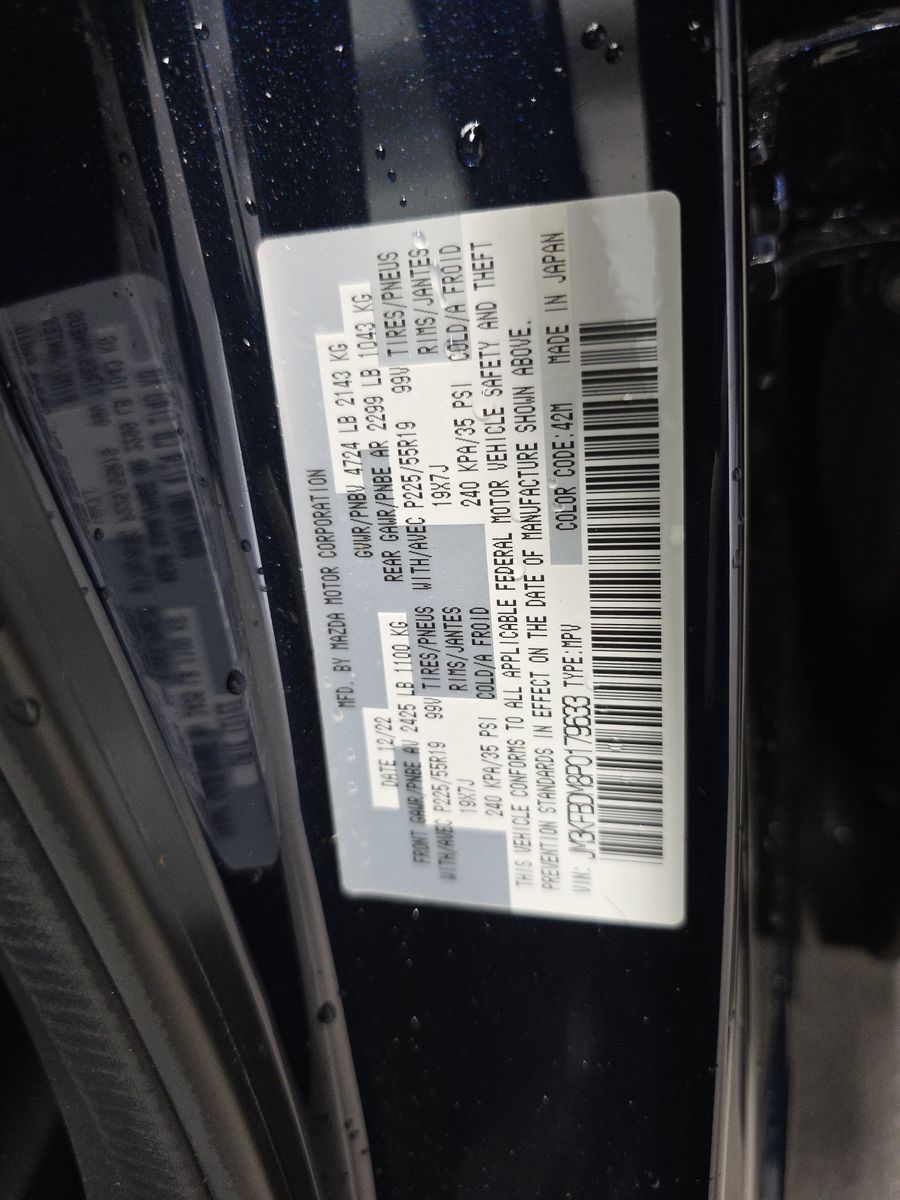 MFD. BY MAZDA MOTOR CORPORATION
DATE 12/22 GVWR/PNBV 4724 LB 2143 KG
FRONT GAWR/PNBE AV 2425 LB 1100 KG REAR GAWR/PNBE AR 2299 LB 1043 KG
WITH/AVEC P225/55R19 99V TIRES/PNEUS WITH/AVEC P225/55R19 99V TIRES/PNEUS
19X7J RIMS/JANTES 19X7J RIMS/JANTES
240 KPA/35 PSI COLD/A FROID 240 KPA/35 PSI COLD/A FROID
THIS VEHICLE CONFORMS TO ALL APPLICABLE FEDERAL MOTOR VEHICLE SAFETY AND THEFT
PREVENTION STANDARDS IN EFFECT ON THE DATE OF MANUFACTURE SHOWN ABOVE.
COLOR CODE:42M MADE IN JAPAN
VIN: JM3KFBDM8P0179633 TYPE:MPV